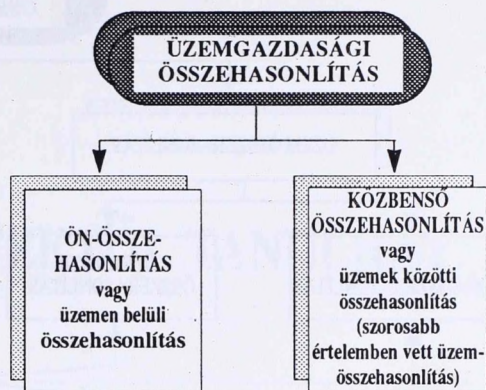 ÜZEMGAZDASÁGI
ÖSSZEHASONLÍTÁS
ÖN-ÖSSZE-
HASONLÍTÁS
vagy
üzemen belüli
összehasonlítás
KÖZBENSŐ
ÖSSZEHASONLÍTÁS
vagy
üzemek közötti
összehasonlítás
(szorosabb
értelemben vett üzem-
összehasonlítás)